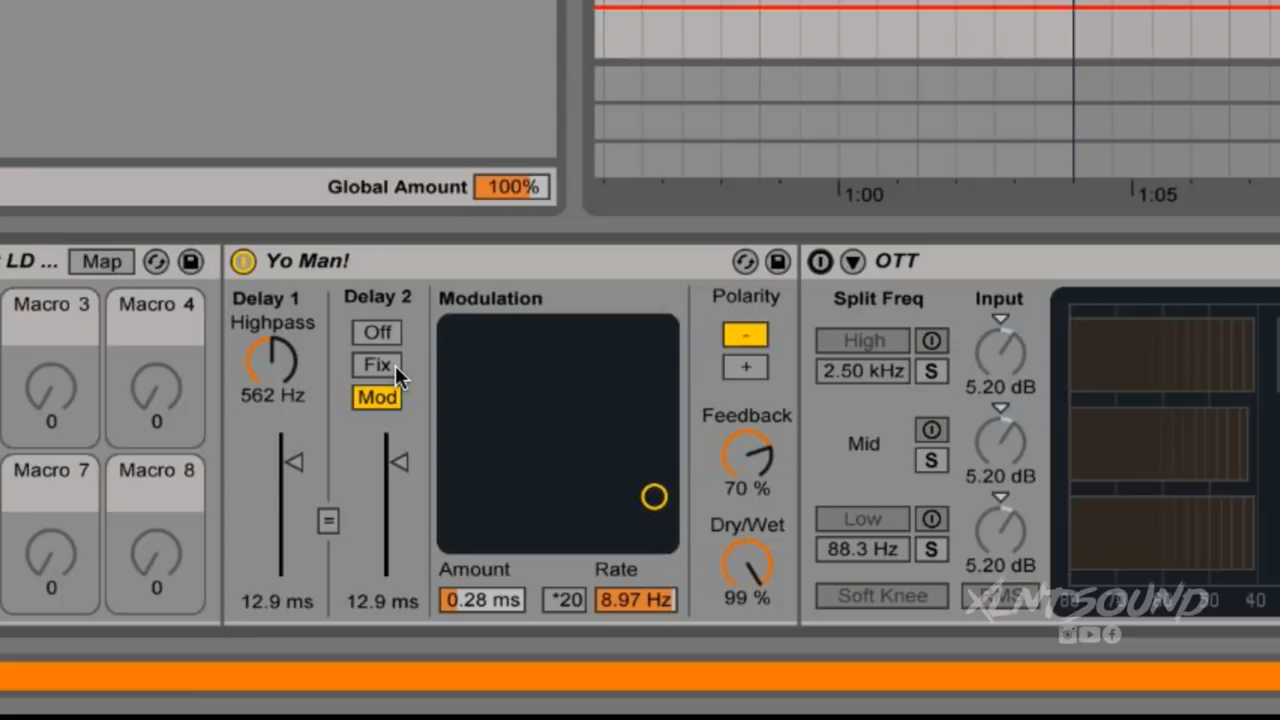 Global Amount 100%
1:00 1:05
LD ... Map
Yo Man!
OTT
Macro 3 Macro 4
0 0
Macro 7 Macro 8
0 0
Delay 1
Highpass
562 Hz
12.9 ms
Delay 2
Off
Fix
Mod
=
12.9 ms
Modulation
Amount Rate
0.28 ms *20 8.97 Hz
Polarity
-
+
Feedback
70 %
Dry/Wet
99 %
Split Freq Input
High
2.50 kHz S 5.20 dB
Mid
S 5.20 dB
Low
88.3 Hz S 5.20 dB
Soft Knee RMS
50 40
XLNTSOUND